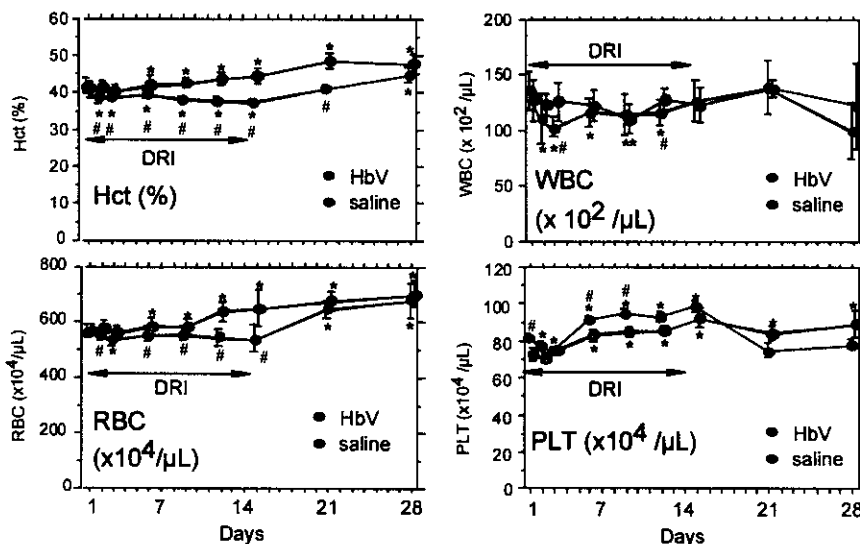 60
50
40
30
20
10
0
Hct (%)
DRI
Hct (%)
HbV
saline
200
150
100
50
0
WBC (x 10² /µL)
DRI
WBC
(x 10² /µL)
HbV
saline
800
600
400
200
0
RBC (x10⁴/µL)
DRI
RBC
(x10⁴/µL)
HbV
saline
1 7 14 21 28
Days
120
100
80
60
40
20
0
PLT (x10⁴ /µL)
DRI
PLT (x10⁴ /µL)
HbV
saline
1 7 14 21 28
Days